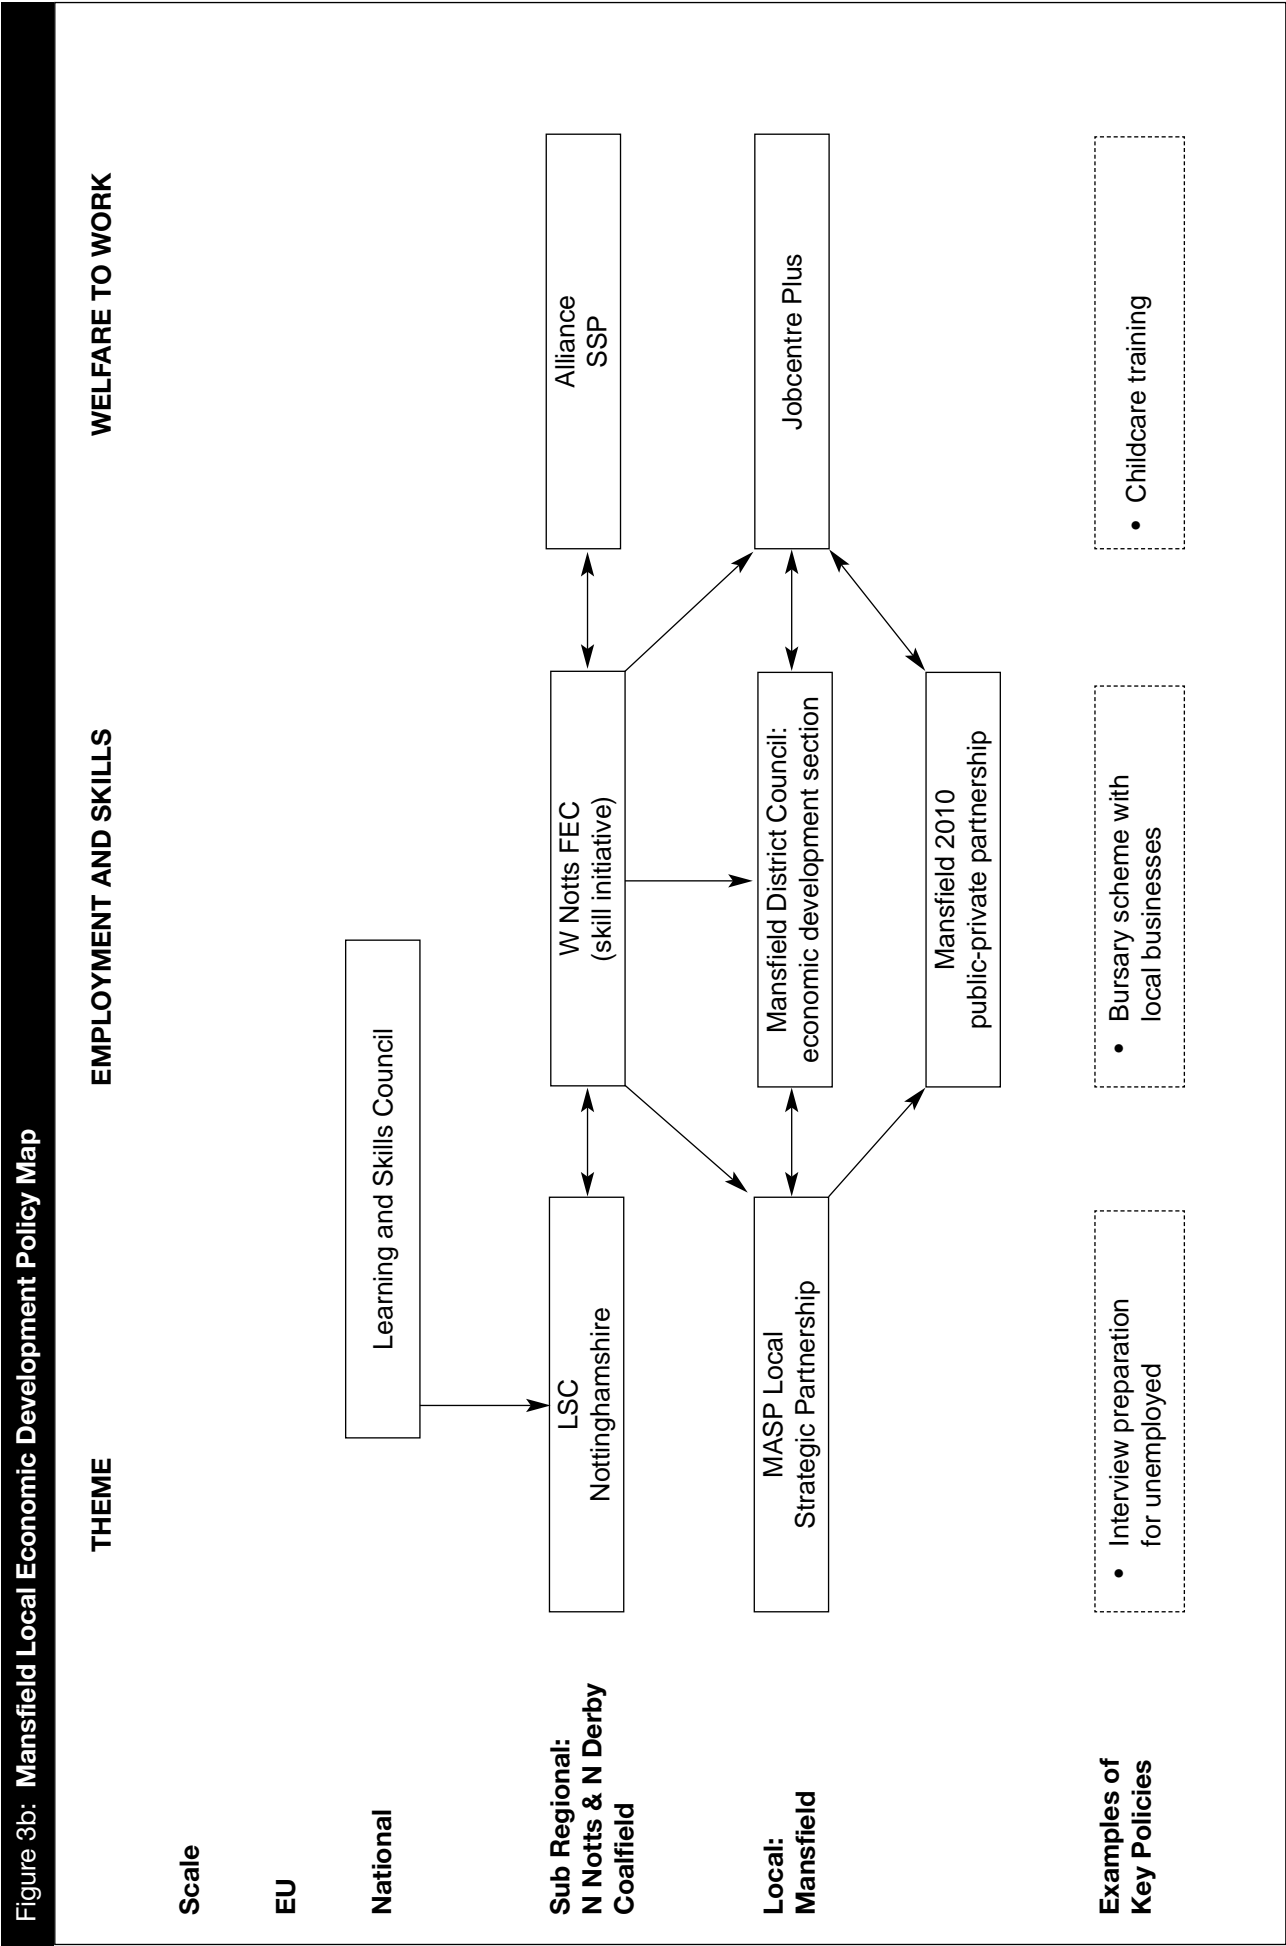 Figure 3b: Mansfield Local Economic Development Policy Map
THEME
EMPLOYMENT AND SKILLS
WELFARE TO WORK
Scale
EU
National
Learning and Skills Council
Sub Regional:
N Notts & N Derby
Coalfield
LSC
Nottinghamshire
W Notts FEC
(skill initiative)
Alliance
SSP
Local:
Mansfield
MASP Local
Strategic Partnership
Mansfield District Council:
economic development section
Jobcentre Plus
Mansfield 2010
public-private partnership
Examples of
Key Policies
• Interview preparation
for unemployed
• Bursary scheme with
local businesses
• Childcare training